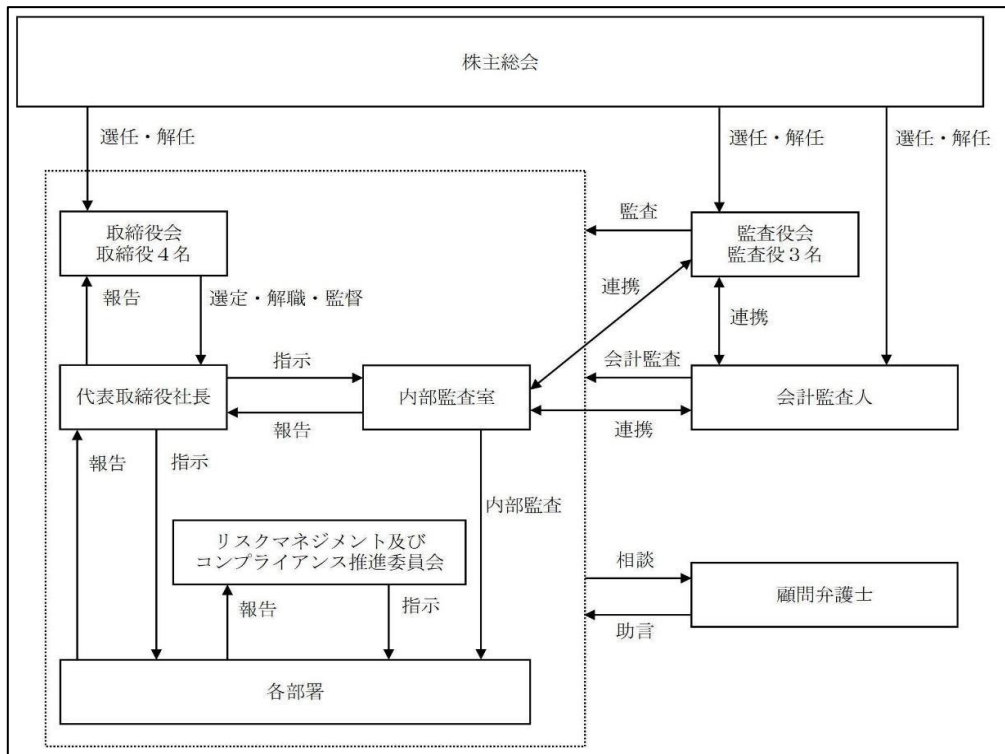 株主総会
選任・解任
選任・解任
選任・解任
取締役会
取締役４名
監査
監査役会
監査役３名
報告
選定・解職・監督
連携
連携
指示
会計監査
代表取締役社長
内部監査室
会計監査人
報告
連携
報告
指示
内部監査
リスクマネジメント及び
コンプライアンス推進委員会
相談
顧問弁護士
報告
指示
助言
各部署